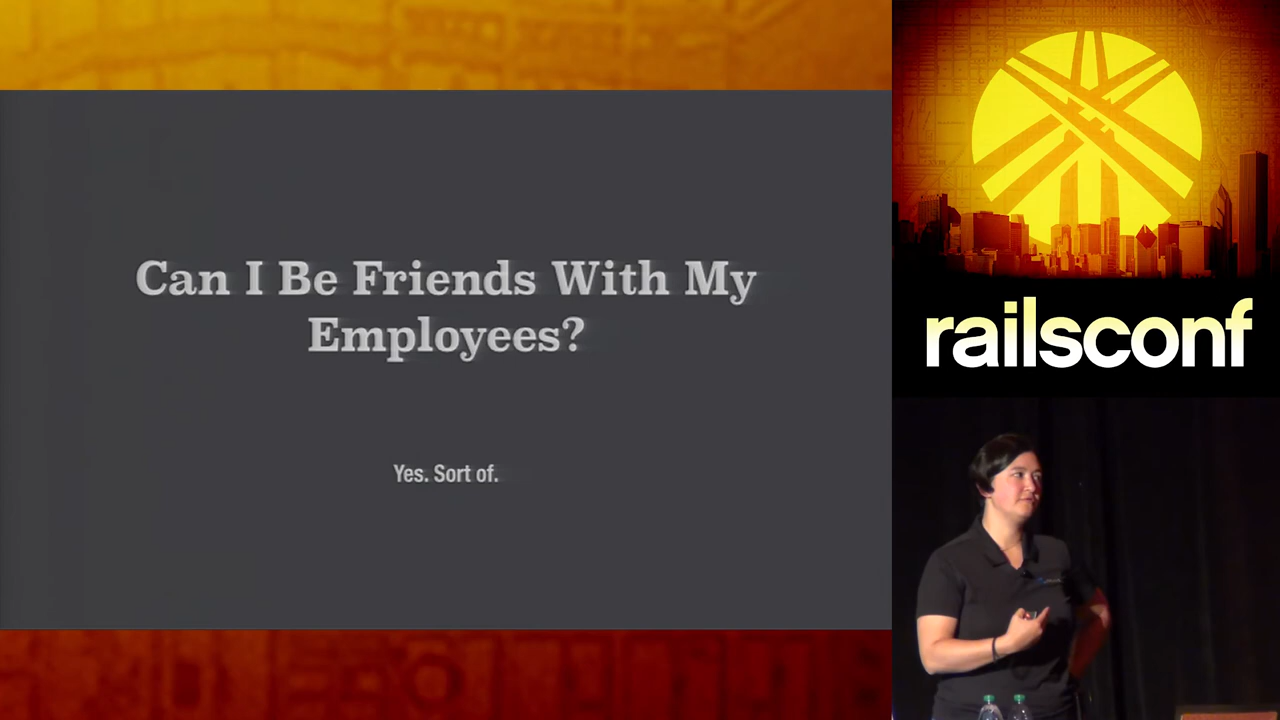 Can I Be Friends With My
Employees?
Yes. Sort of.
railsconf